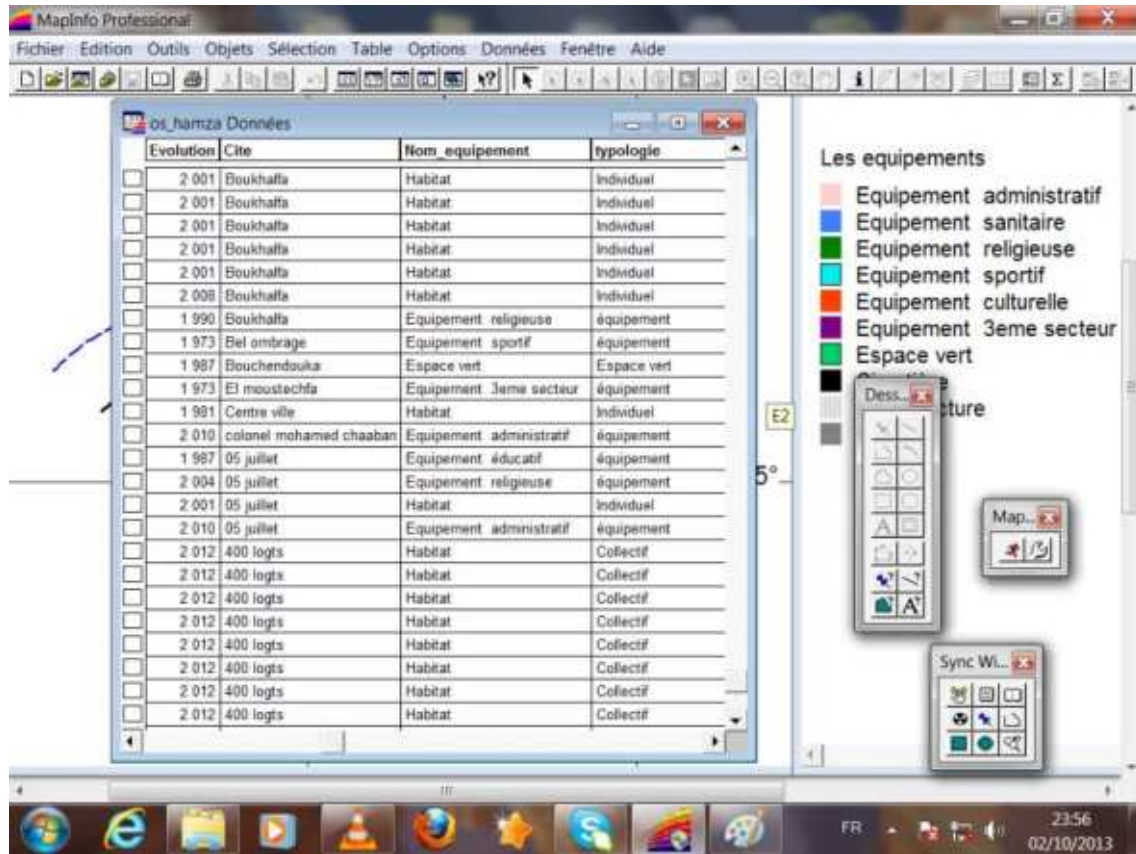 MapInfo Professional
Fichier Edition Outils Objets Sélection Table Options Données Fenêtre Aide
os_hamza Données
Evolution Cite Nom_equipement typologie
2 001 Boukhalfa Habitat Individuel
2 001 Boukhalfa Habitat Individuel
2 001 Boukhalfa Habitat Individuel
2 001 Boukhalfa Habitat Individuel
2 001 Boukhalfa Habitat Individuel
2 008 Boukhalfa Habitat Individuel
1 990 Boukhalfa Equipement religieuse équipement
1 973 Bel ombrage Equipement sportif équipement
1 987 Bouchendouka Espace vert Espace vert
1 973 El moustechfa Equipement 3eme secteur équipement
1 981 Centre ville Habitat Individuel
2 010 colonel mohamed chaaban Equipement administratif équipement
1 987 05 juillet Equipement éducatif équipement
2 004 05 juillet Equipement religieuse équipement
2 001 05 juillet Habitat Individuel
2 010 05 juillet Equipement administratif équipement
2 012 400 logts Habitat Collectif
2 012 400 logts Habitat Collectif
2 012 400 logts Habitat Collectif
2 012 400 logts Habitat Collectif
2 012 400 logts Habitat Collectif
2 012 400 logts Habitat Collectif
2 012 400 logts Habitat Collectif
2 012 400 logts Habitat Collectif
E2
5°
Les equipements
Equipement administratif
Equipement sanitaire
Equipement religieuse
Equipement sportif
Equipement culturelle
Equipement 3eme secteur
Espace vert
cture
Dess...
Map...
Sync Wi...
FR
23:56
02/10/2013